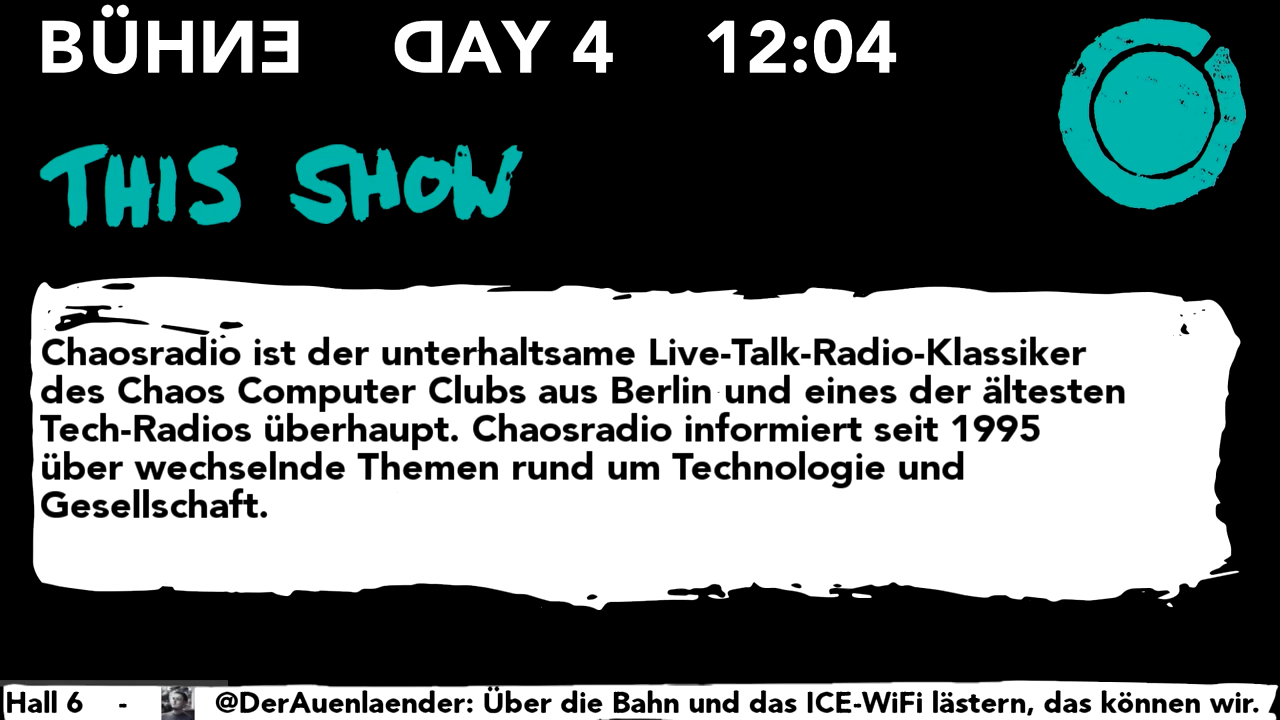 BÜHNE DAY 4 12:04
THIS SHOW
Chaosradio ist der unterhaltsame Live-Talk-Radio-Klassiker
des Chaos Computer Clubs aus Berlin und eines der ältesten
Tech-Radios überhaupt. Chaosradio informiert seit 1995
über wechselnde Themen rund um Technologie und
Gesellschaft.
Hall 6 - @DerAuenlaender: Über die Bahn und das ICE-WiFi lästern, das können wir.